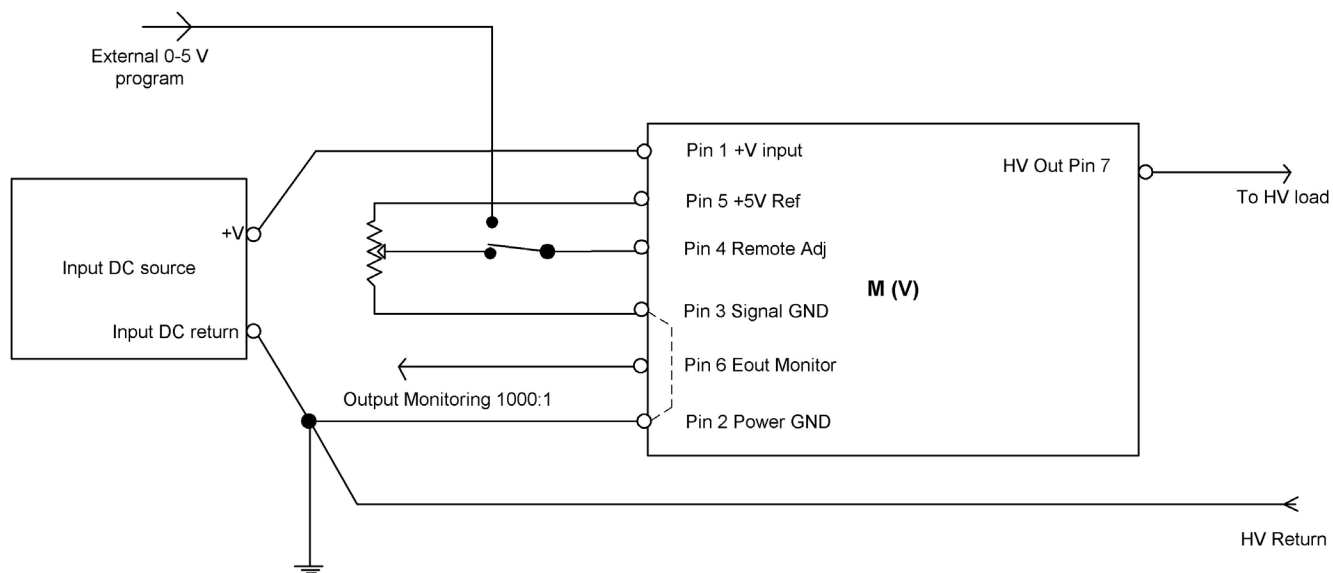 External 0-5 V
program
+V
Input DC source
Input DC return
Pin 1 +V input
Pin 5 +5V Ref
Pin 4 Remote Adj
Pin 3 Signal GND
Pin 6 Eout Monitor
Pin 2 Power GND
Output Monitoring 1000:1
M (V)
HV Out Pin 7
To HV load
HV Return